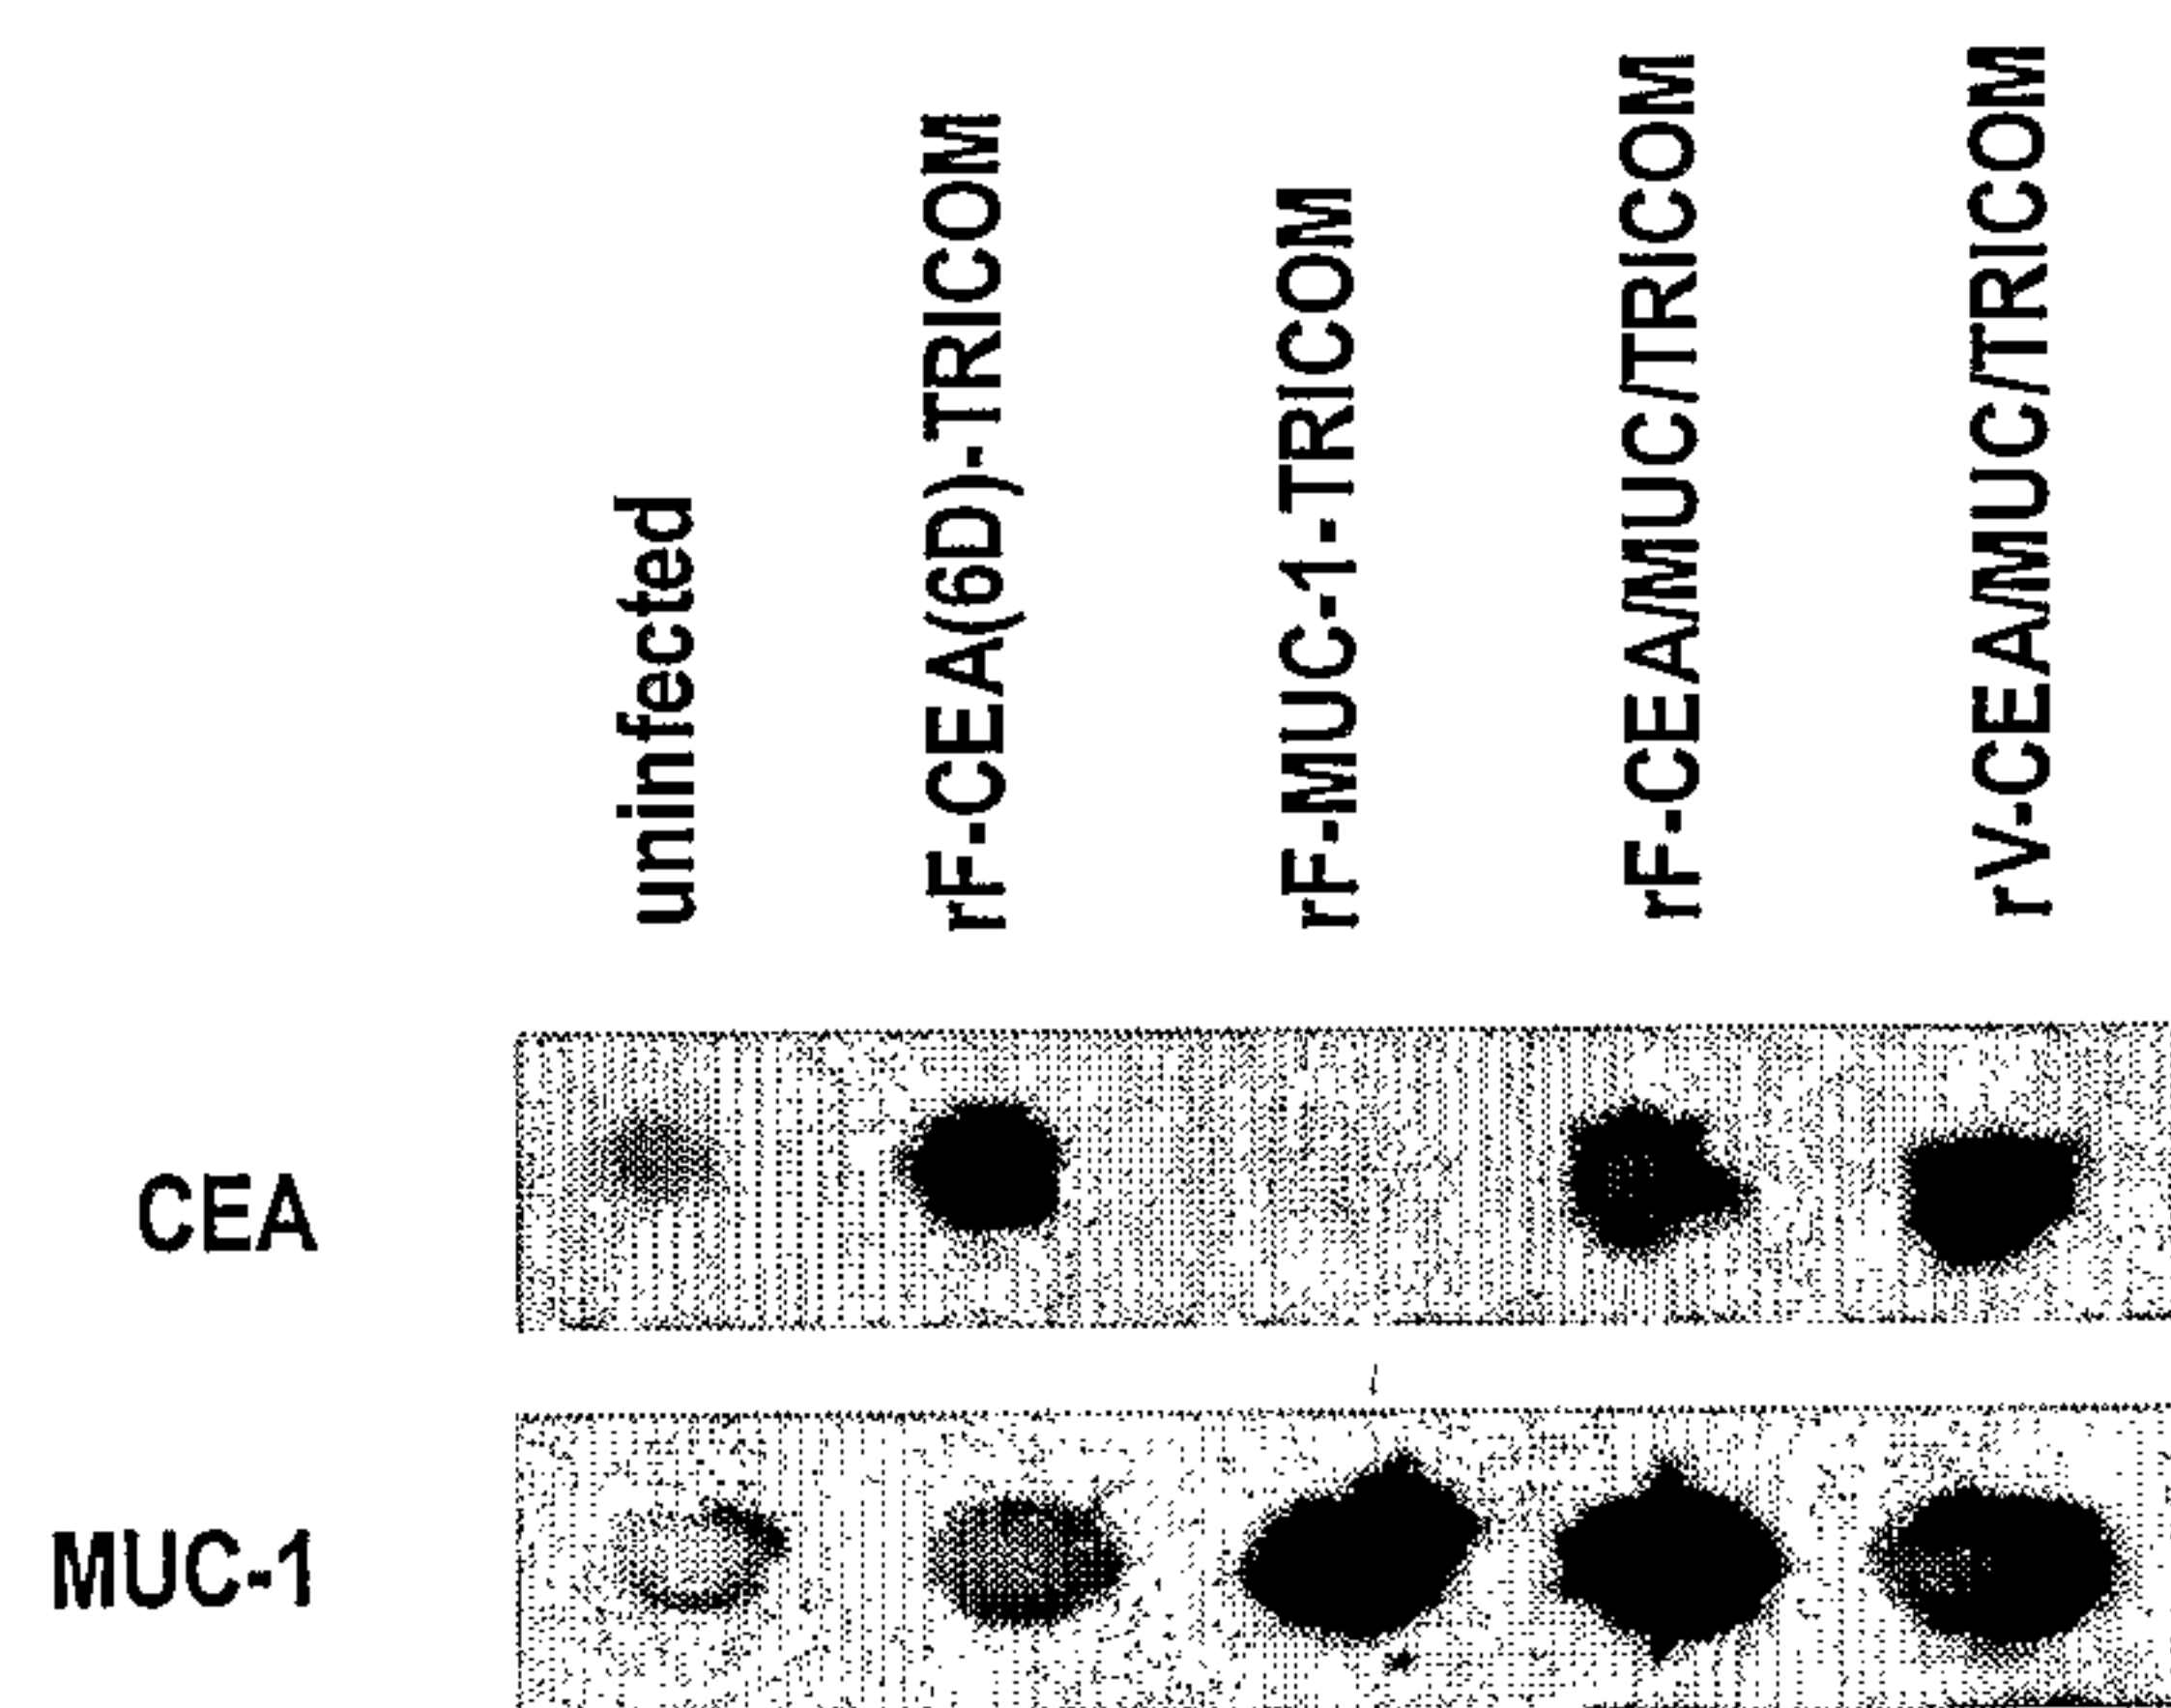 uninfected
rF-CEA(6D)-TRICOM
rF-MUC-1-TRICOM
rF-CEA/MUC/TRICOM
rV-CEA/MUC/TRICOM
CEA
MUC-1